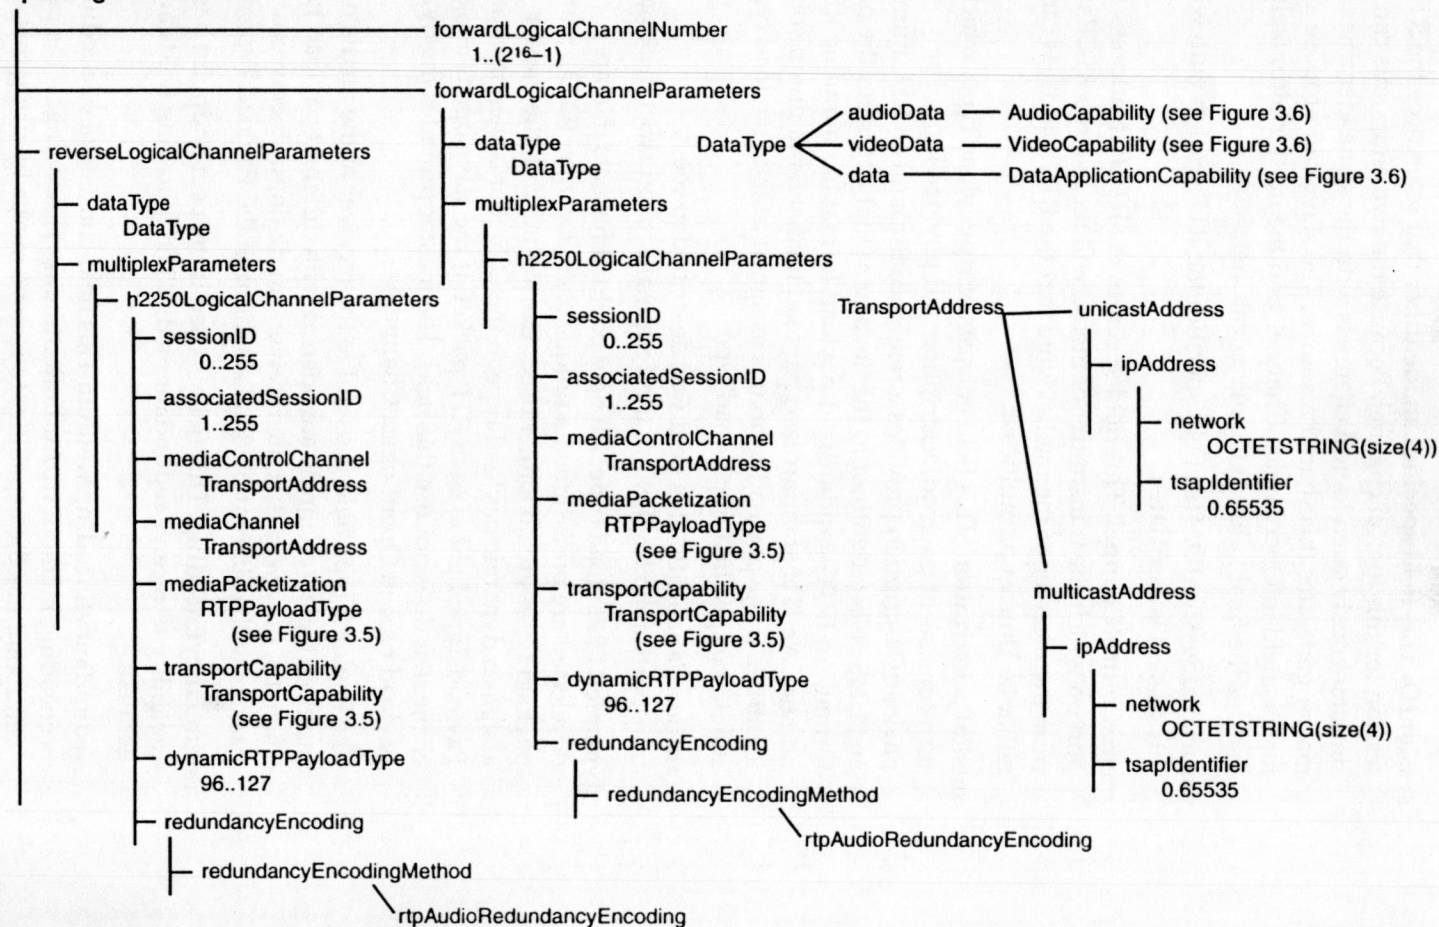 forwardLogicalChannelNumber
1..(2^16–1)
forwardLogicalChannelParameters
dataType
DataType
multiplexParameters
h2250LogicalChannelParameters
sessionID
0..255
associatedSessionID
1..255
mediaControlChannel
TransportAddress
mediaPacketization
RTPPayloadType
(see Figure 3.5)
transportCapability
TransportCapability
(see Figure 3.5)
dynamicRTPPayloadType
96..127
redundancyEncoding
redundancyEncodingMethod
rtpAudioRedundancyEncoding
reverseLogicalChannelParameters
dataType
DataType
multiplexParameters
h2250LogicalChannelParameters
sessionID
0..255
associatedSessionID
1..255
mediaControlChannel
TransportAddress
mediaChannel
TransportAddress
mediaPacketization
RTPPayloadType
(see Figure 3.5)
transportCapability
TransportCapability
(see Figure 3.5)
dynamicRTPPayloadType
96..127
redundancyEncoding
redundancyEncodingMethod
rtpAudioRedundancyEncoding
DataType
audioData
AudioCapability (see Figure 3.6)
videoData
VideoCapability (see Figure 3.6)
data
DataApplicationCapability (see Figure 3.6)
TransportAddress
unicastAddress
ipAddress
network
OCTETSTRING(size(4))
tsapIdentifier
0.65535
multicastAddress
ipAddress
network
OCTETSTRING(size(4))
tsapIdentifier
0.65535